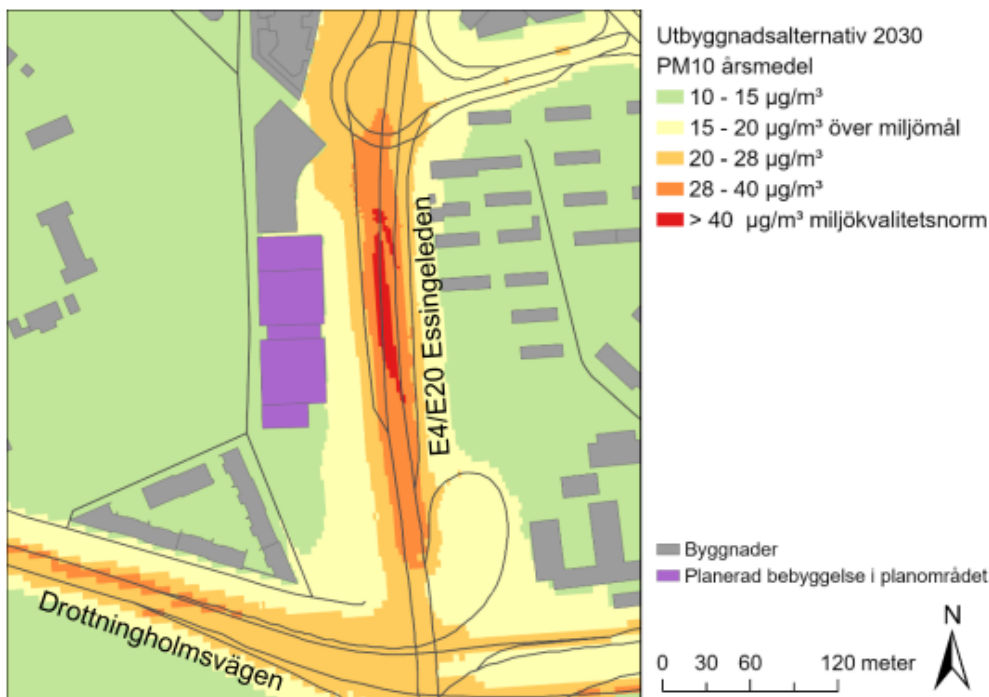 Utbyggnadsalternativ 2030
PM10 årsmedel
10 - 15 µg/m³
15 - 20 µg/m³ över miljömål
20 - 28 µg/m³
28 - 40 µg/m³
> 40 µg/m³ miljökvalitetsnorm
E4/E20 Essingeleden
Drottningholmsvägen
Byggnader
Planerad bebyggelse i planområdet
N
0 30 60 120 meter